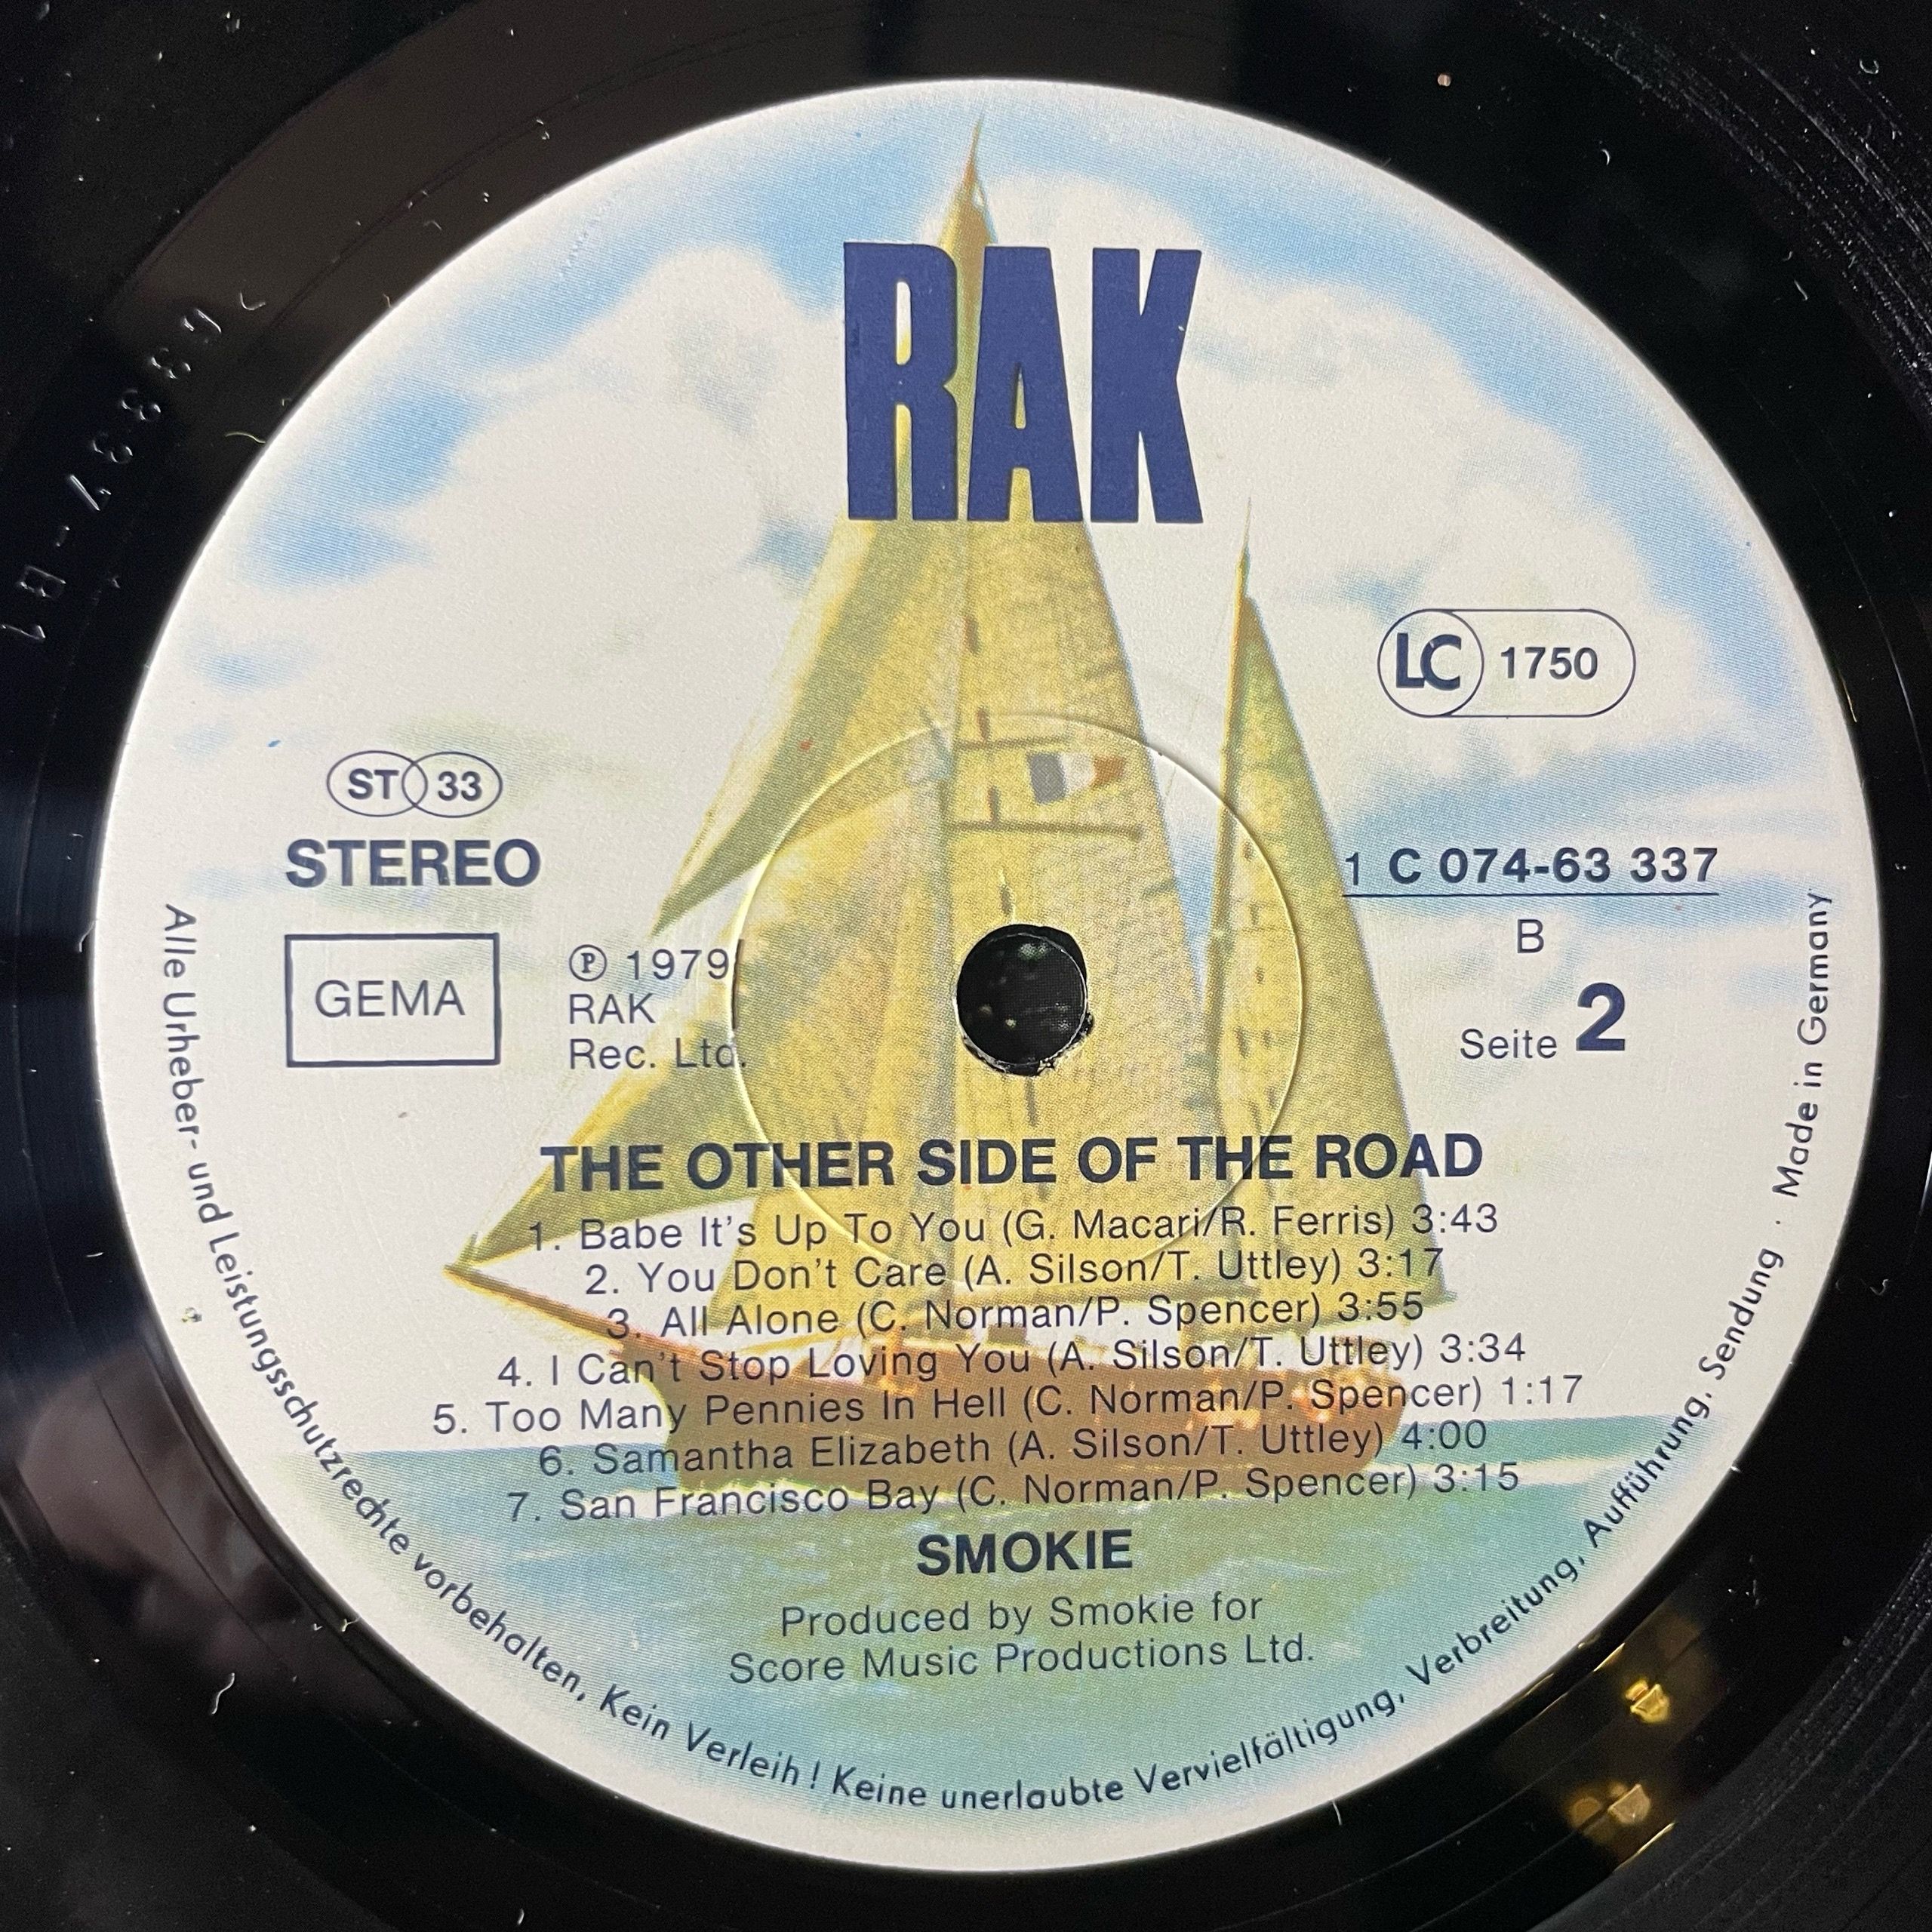 RAK
LC 1750
ST 33
STEREO
GEMA
℗ 1979
RAK
Rec. Ltd.
1 C 074-63 337
B
Seite 2
THE OTHER SIDE OF THE ROAD
1. Babe It's Up To You (G. Macari/R. Ferris) 3:43
2. You Don't Care (A. Silson/T. Uttley) 3:17
3. All Alone (C. Norman/P. Spencer) 3:55
4. I Can't Stop Loving You (A. Silson/T. Uttley) 3:34
5. Too Many Pennies In Hell (C. Norman/P. Spencer) 1:17
6. Samantha Elizabeth (A. Silson/T. Uttley) 4:00
7. San Francisco Bay (C. Norman/P. Spencer) 3:15
SMOKIE
Produced by Smokie for
Score Music Productions Ltd.
Alle Urheber- und Leistungsschutzrechte vorbehalten, Kein Verleih! Keine unerlaubte Vervielfältigung, Verbreitung, Aufführung, Sendung · Made in Germany
63337-B1